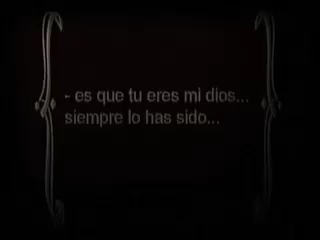 - es que tu eres mi dios...
siempre lo has sido...